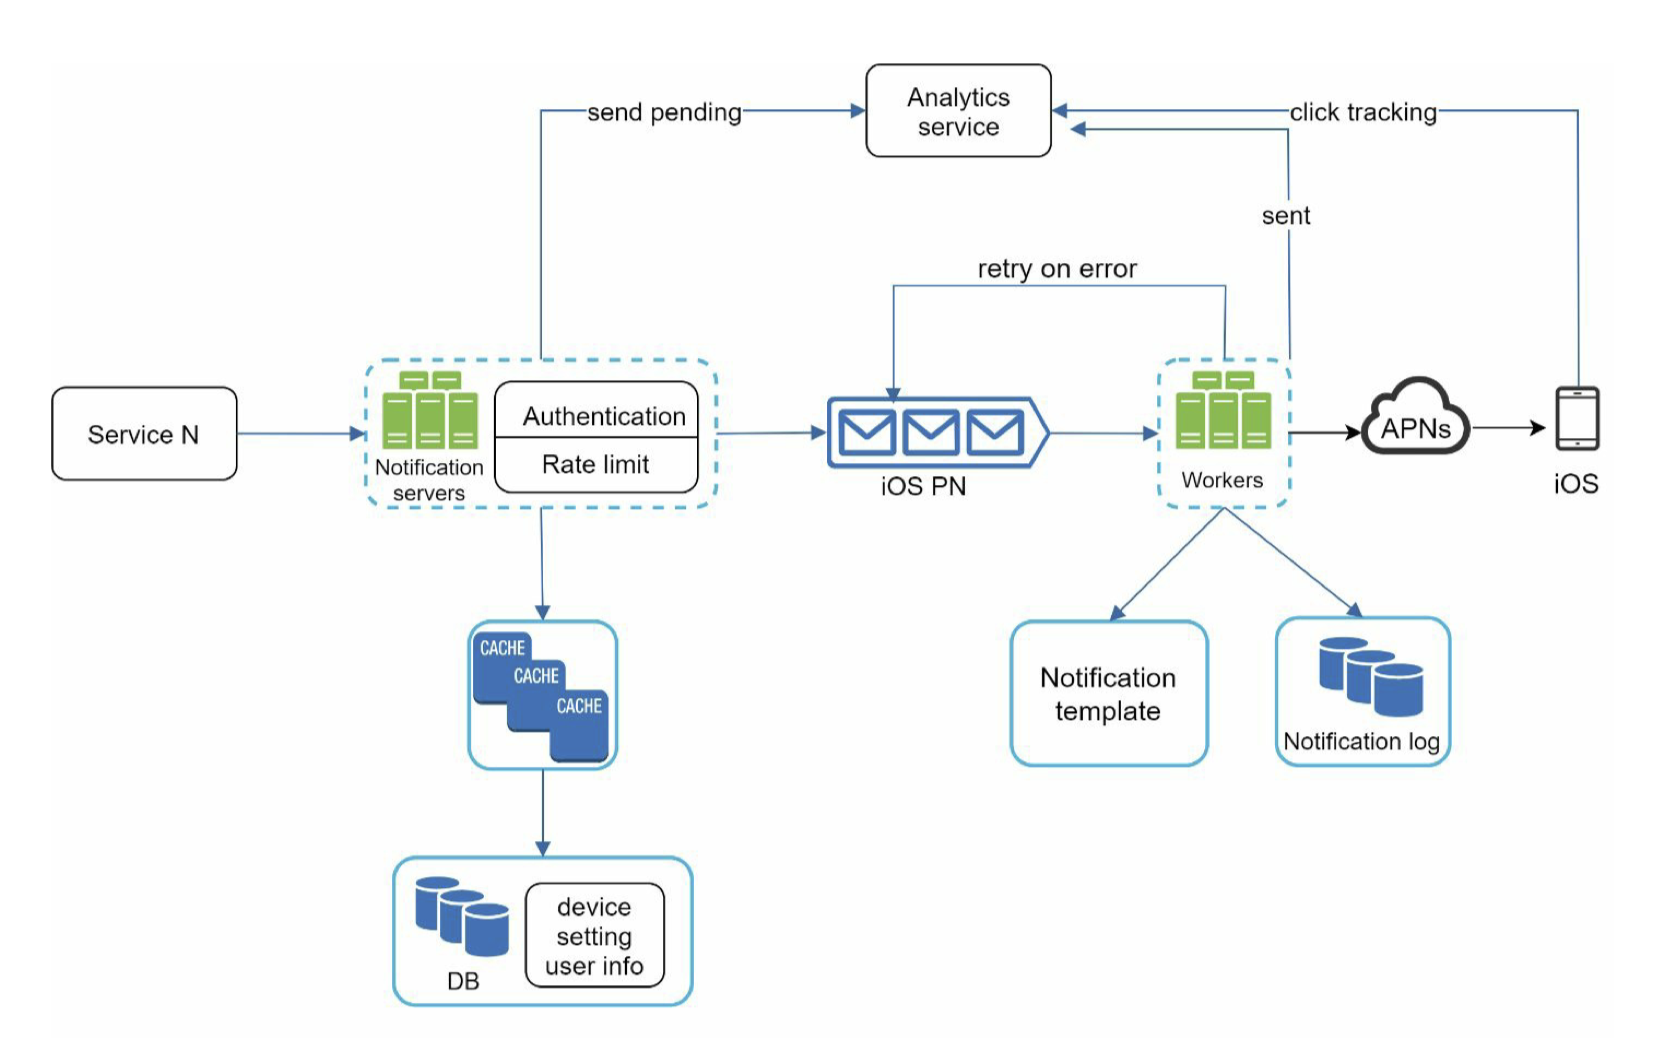 Analytics
service
send pending
click tracking
sent
retry on error
Service N
Notification
servers
Authentication
Rate limit
iOS PN
Workers
APNs
iOS
CACHE
CACHE
CACHE
Notification
template
Notification log
DB
device
setting
user info